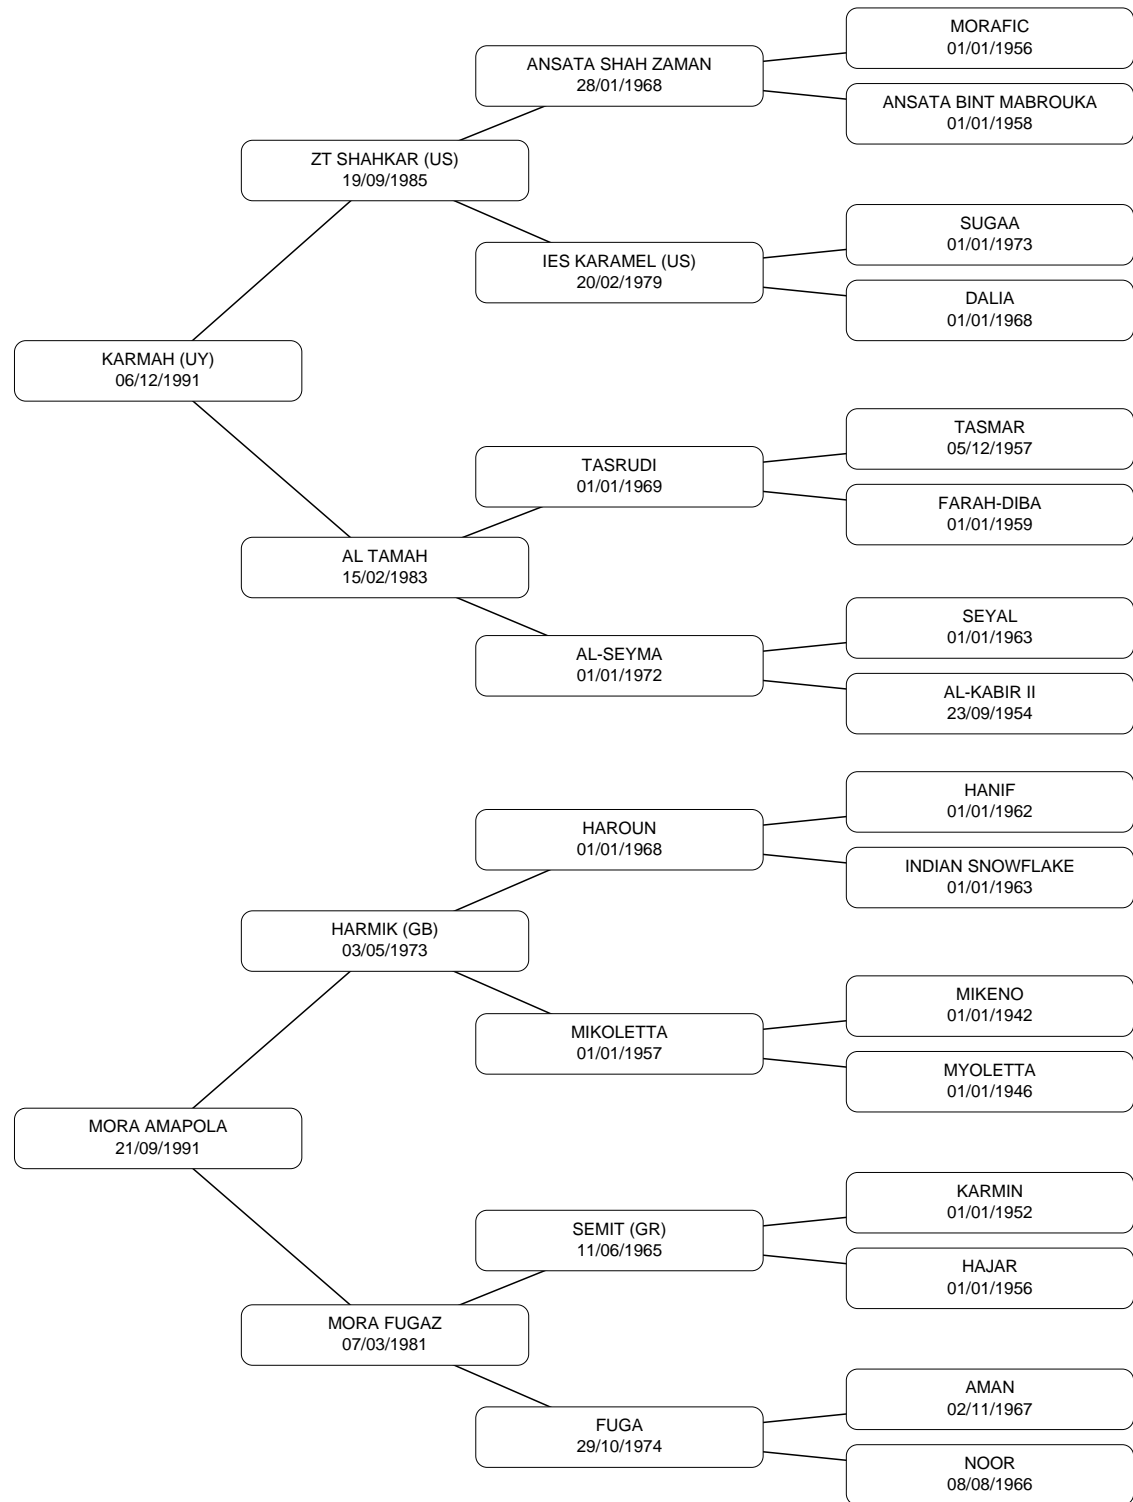 MORAFIC
01/01/1956
ANSATA SHAH ZAMAN
28/01/1968
ANSATA BINT MABROUKA
01/01/1958
ZT SHAHKAR (US)
19/09/1985
SUGAA
01/01/1973
IES KARAMEL (US)
20/02/1979
DALIA
01/01/1968
KARMAH (UY)
06/12/1991
TASMAR
05/12/1957
TASRUDI
01/01/1969
FARAH-DIBA
01/01/1959
AL TAMAH
15/02/1983
SEYAL
01/01/1963
AL-SEYMA
01/01/1972
AL-KABIR II
23/09/1954
HANIF
01/01/1962
HAROUN
01/01/1968
INDIAN SNOWFLAKE
01/01/1963
HARMIK (GB)
03/05/1973
MIKENO
01/01/1942
MIKOLETTA
01/01/1957
MYOLETTA
01/01/1946
MORA AMAPOLA
21/09/1991
KARMIN
01/01/1952
SEMIT (GR)
11/06/1965
HAJAR
01/01/1956
MORA FUGAZ
07/03/1981
AMAN
02/11/1967
FUGA
29/10/1974
NOOR
08/08/1966